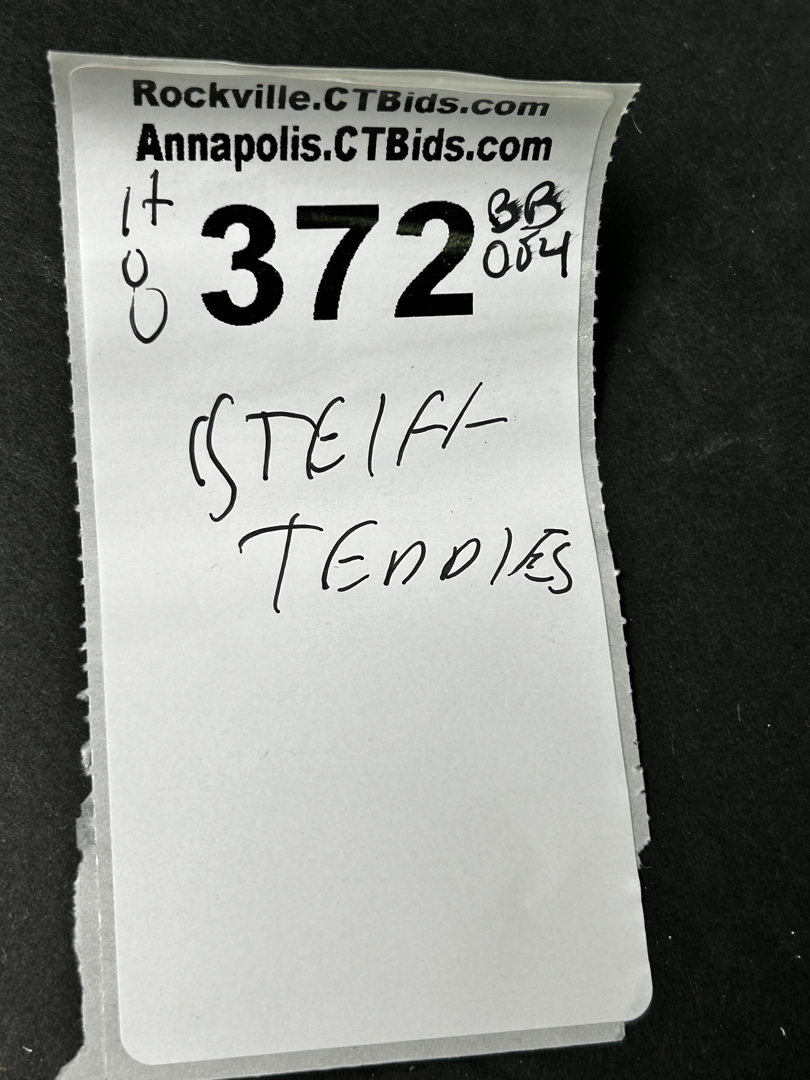 Rockville.CTBids.com
Annapolis.CTBids.com
372
BB
004
STEIFF
TEDDIES